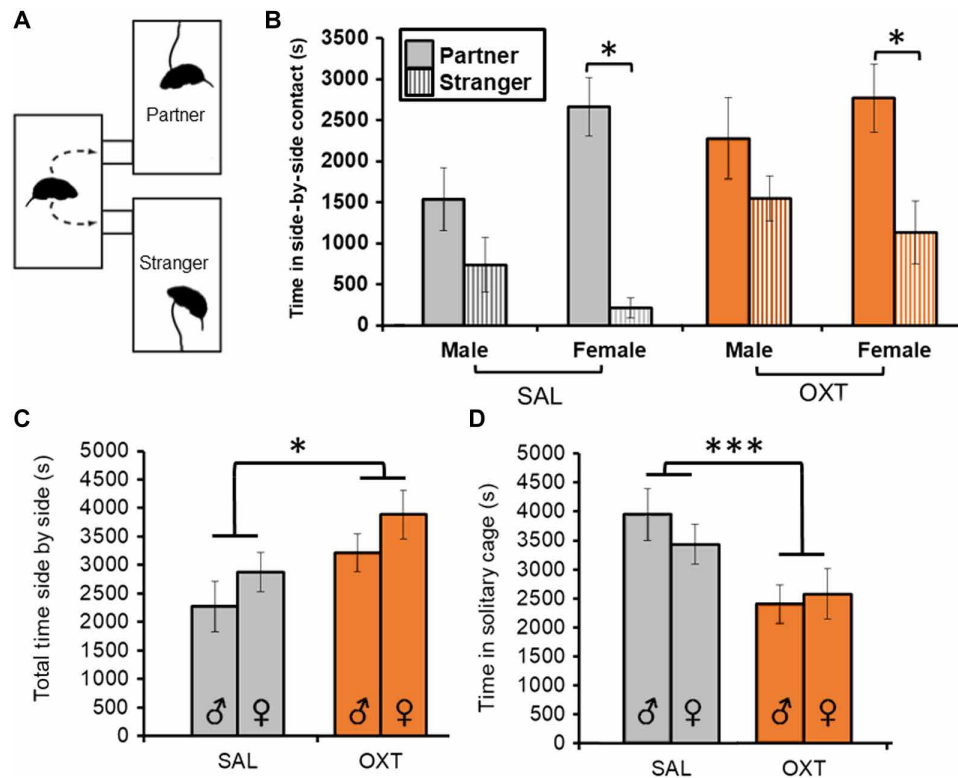 A
Partner
Stranger
B
Time in side-by-side contact (s)
3500
3000
2500
2000
1500
1000
500
0
Partner
Stranger
*
*
Male Female Male Female
SAL OXT
C
Total time side by side (s)
5000
4500
4000
3500
3000
2500
2000
1500
1000
500
0
*
♂ ♀ ♂ ♀
SAL OXT
D
Time in solitary cage (s)
5000
4500
4000
3500
3000
2500
2000
1500
1000
500
0
***
♂ ♀ ♂ ♀
SAL OXT